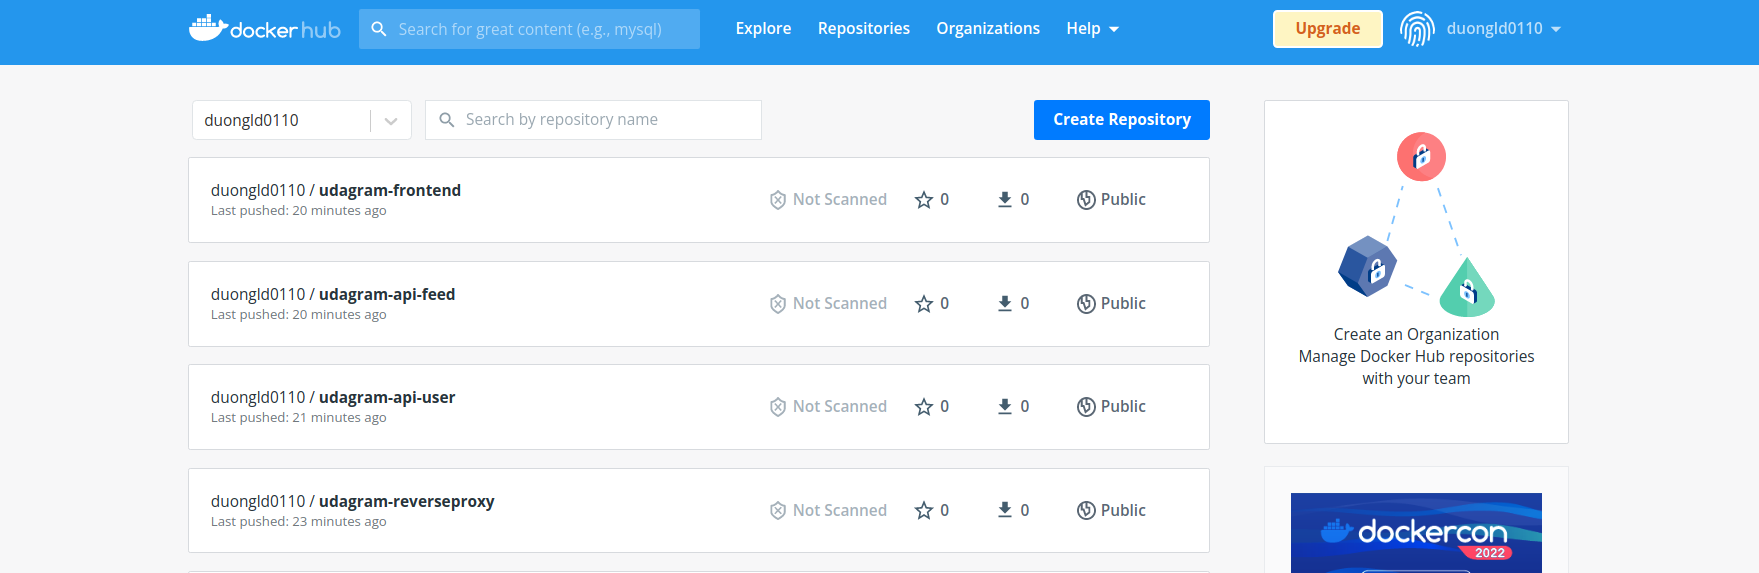 docker hub Search for great content (e.g., mysql) Explore Repositories Organizations Help Upgrade duongld0110
duongld0110 Search by repository name Create Repository
duongld0110 / udagram-frontend
Last pushed: 20 minutes ago
Not Scanned 0 0 Public
duongld0110 / udagram-api-feed
Last pushed: 20 minutes ago
Not Scanned 0 0 Public
duongld0110 / udagram-api-user
Last pushed: 21 minutes ago
Not Scanned 0 0 Public
duongld0110 / udagram-reverseproxy
Last pushed: 23 minutes ago
Not Scanned 0 0 Public
Create an Organization
Manage Docker Hub repositories
with your team
dockercon
2022